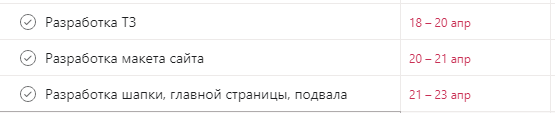 Разработка ТЗ 18 – 20 апр
Разработка макета сайта 20 – 21 апр
Разработка шапки, главной страницы, подвала 21 – 23 апр